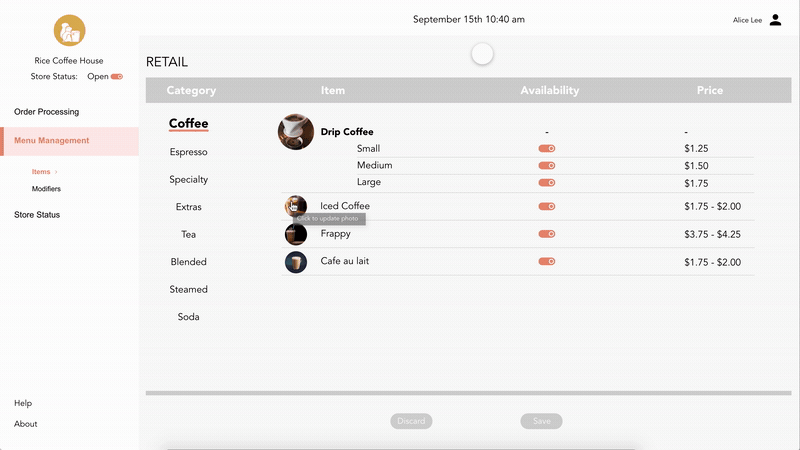 September 15th 10:40 am
Alice Lee
Rice Coffee House
Store Status: Open
Order Processing
Menu Management
Items ›
Modifiers
Store Status
Help
About
RETAIL
Category Item Availability Price
Coffee
Espresso
Specialty
Extras
Tea
Blended
Steamed
Soda
Drip Coffee - -
Small $1.25
Medium $1.50
Large $1.75
Iced Coffee $1.75 - $2.00
Click to update photo
Frappy $3.75 - $4.25
Cafe au lait $1.75 - $2.00
Discard Save